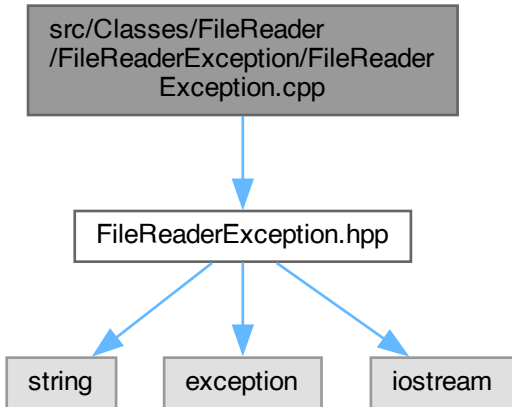 src/Classes/FileReader
/FileReaderException/FileReader
Exception.cpp
FileReaderException.hpp
string
exception
iostream